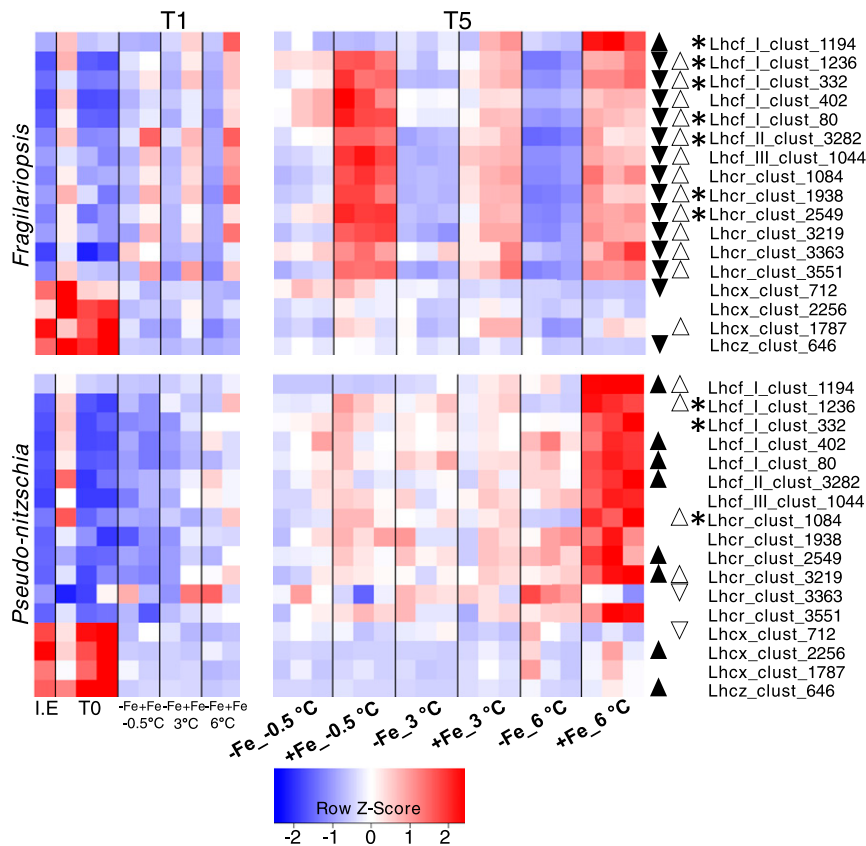 T1 T5
Fragilariopsis
*Lhcf_I_clust_1194
*Lhcf_I_clust_1236
*Lhcf_I_clust_332
Lhcf_I_clust_402
*Lhcf_I_clust_80
*Lhcf_II_clust_3282
Lhcf_III_clust_1044
Lhcr_clust_1084
*Lhcr_clust_1938
*Lhcr_clust_2549
Lhcr_clust_3219
Lhcr_clust_3363
Lhcr_clust_3551
Lhcx_clust_712
Lhcx_clust_2256
Lhcx_clust_1787
Lhcz_clust_646
Pseudo-nitzschia
Lhcf_I_clust_1194
*Lhcf_I_clust_1236
*Lhcf_I_clust_332
Lhcf_I_clust_402
Lhcf_I_clust_80
Lhcf_II_clust_3282
Lhcf_III_clust_1044
*Lhcr_clust_1084
Lhcr_clust_1938
Lhcr_clust_2549
Lhcr_clust_3219
Lhcr_clust_3363
Lhcr_clust_3551
Lhcx_clust_712
Lhcx_clust_2256
Lhcx_clust_1787
Lhcz_clust_646
I.E T0 -Fe+Fe -Fe+Fe -Fe+Fe
-0.5°C 3°C 6°C
-Fe_-0.5 °C +Fe_-0.5 °C -Fe_3 °C +Fe_3 °C -Fe_6 °C +Fe_6 °C
Row Z-Score
-2 -1 0 1 2